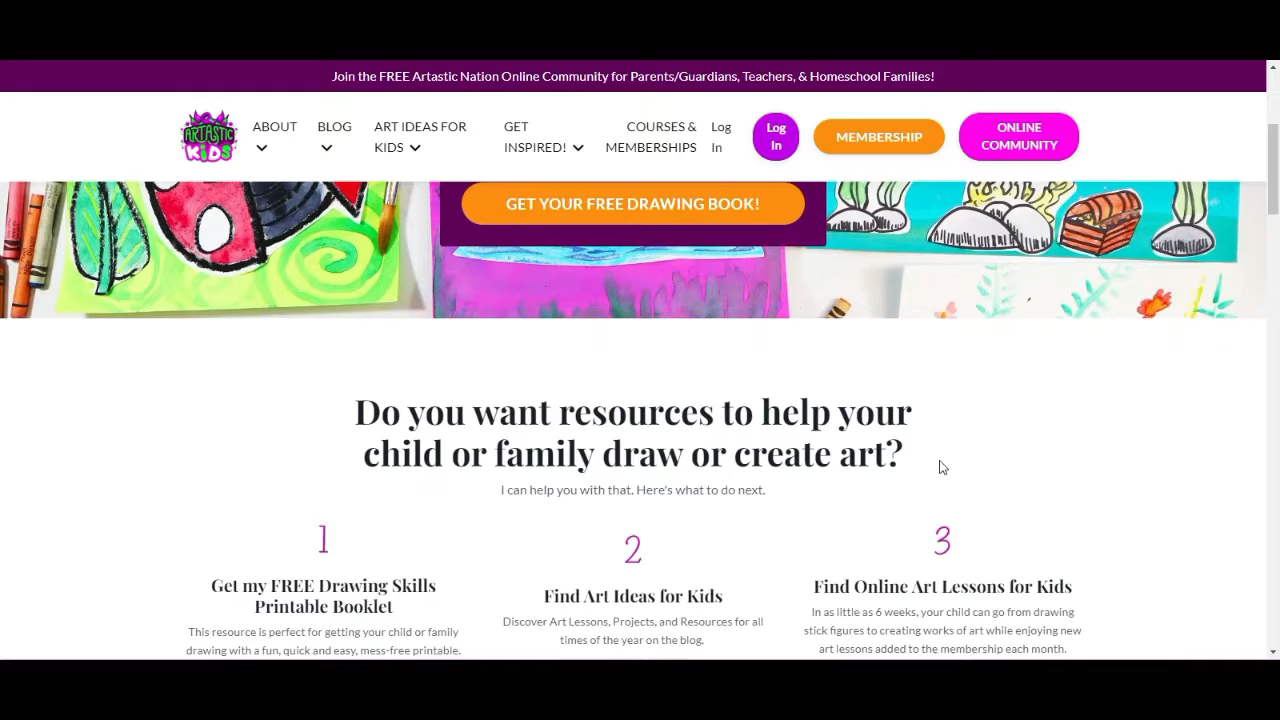 Join the FREE Artastic Nation Online Community for Parents/Guardians, Teachers, & Homeschool Families!
ARTASTIC
KiDS
ABOUT
BLOG
ART IDEAS FOR
KIDS
GET
INSPIRED!
COURSES &
MEMBERSHIPS
Log
In
Log
In
MEMBERSHIP
ONLINE
COMMUNITY
GET YOUR FREE DRAWING BOOK!
Do you want resources to help your
child or family draw or create art?
I can help you with that. Here's what to do next.
1
Get my FREE Drawing Skills
Printable Booklet
This resource is perfect for getting your child or family
drawing with a fun, quick and easy, mess-free printable.
2
Find Art Ideas for Kids
Discover Art Lessons, Projects, and Resources for all
times of the year on the blog.
3
Find Online Art Lessons for Kids
In as little as 6 weeks, your child can go from drawing
stick figures to creating works of art while enjoying new
art lessons added to the membership each month.